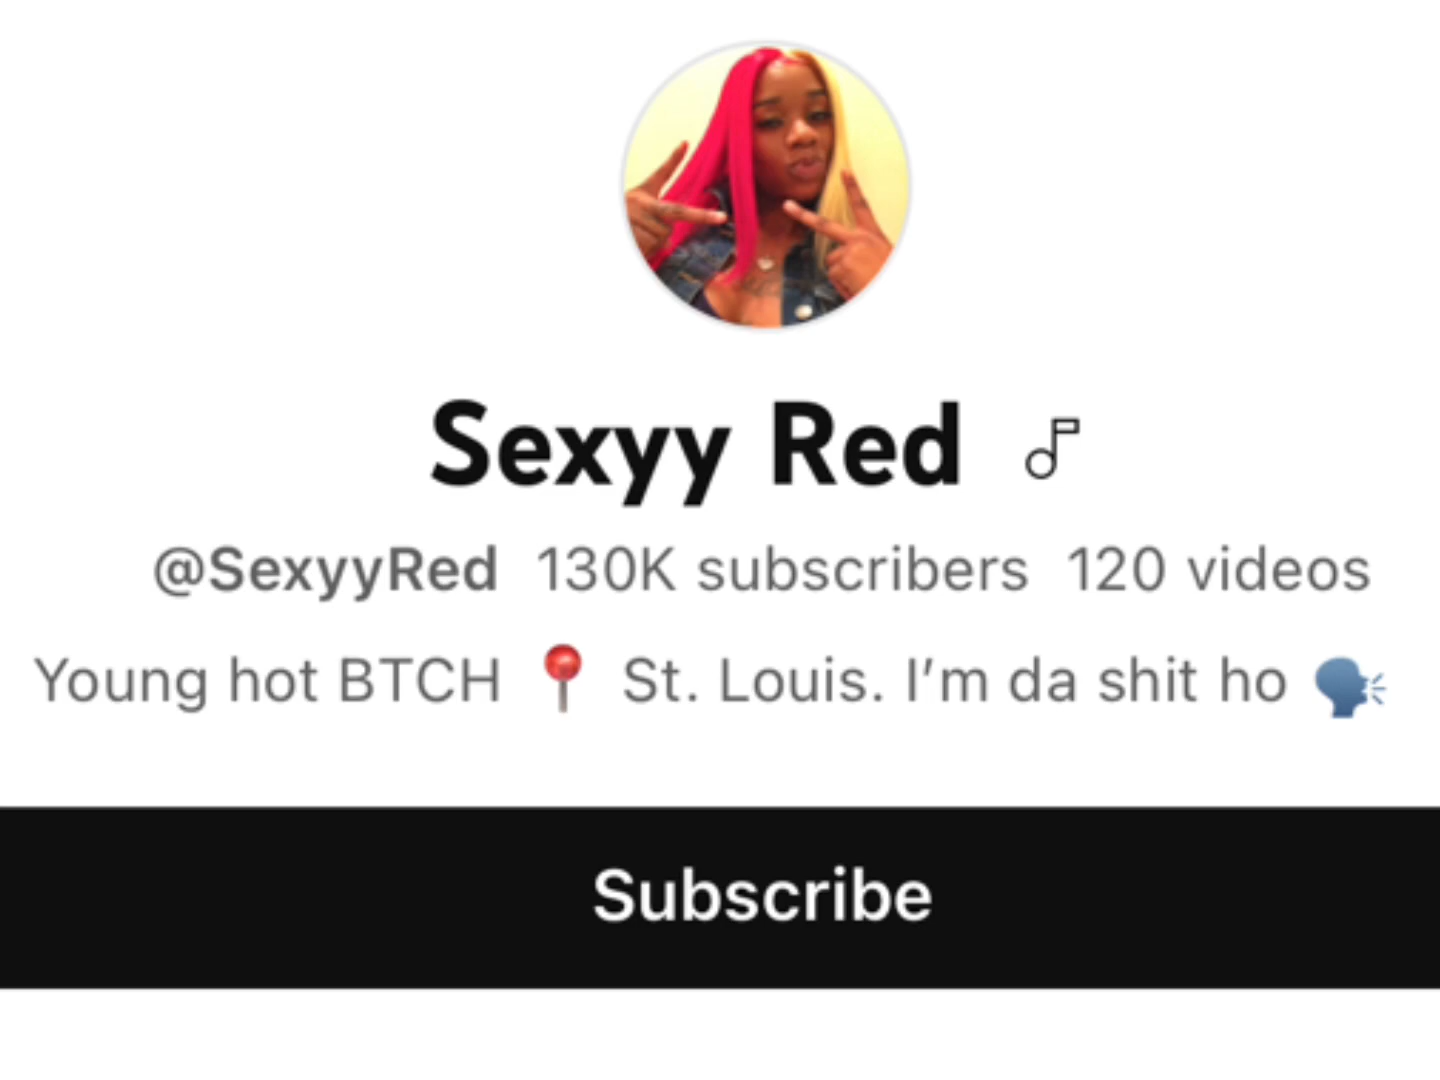 Sexyy Red
@SexyyRed 130K subscribers 120 videos
Young hot BTCH 📍 St. Louis. I’m da shit ho 🗣
Subscribe